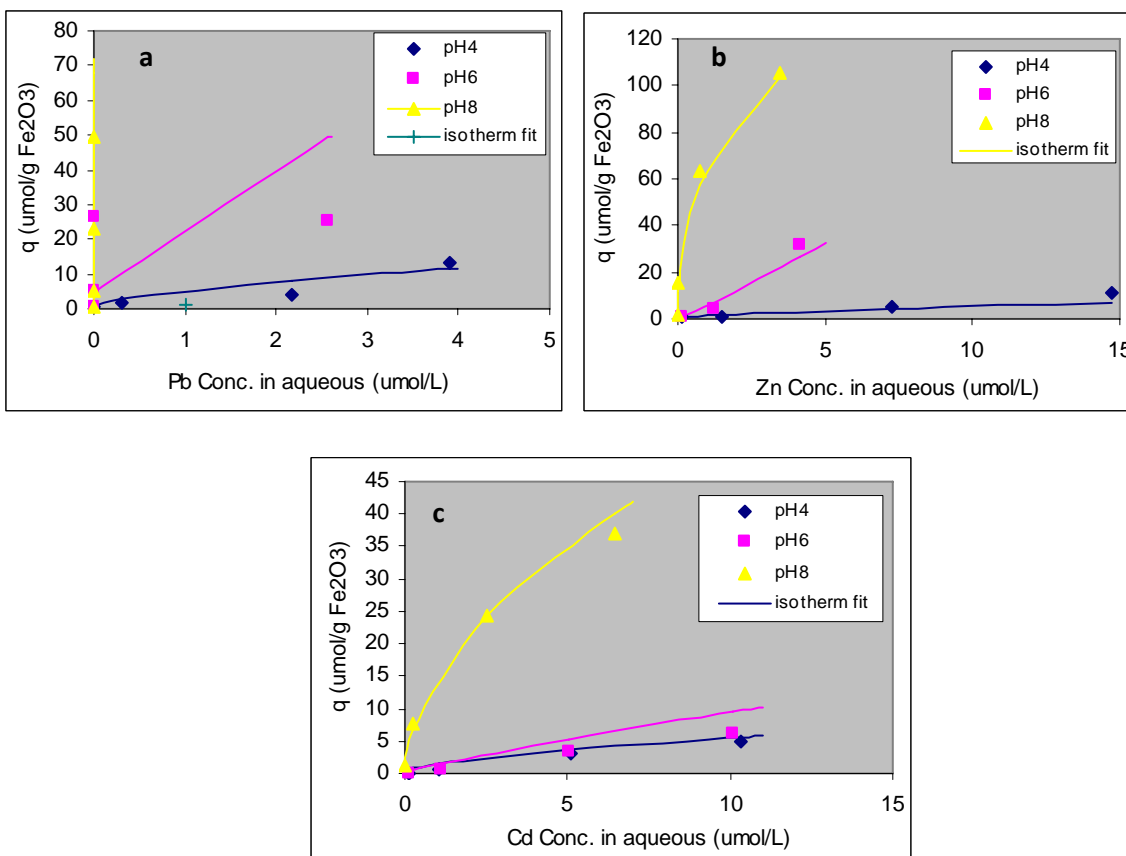 a
80
70
60
50
40
30
20
10
0
q (umol/g Fe2O3)
0 1 2 3 4 5
Pb Conc. in aqueous (umol/L)
pH4
pH6
pH8
isotherm fit
b
120
100
80
60
40
20
0
q (umol/g Fe2O3)
0 5 10 15
Zn Conc. in aqueous (umol/L)
pH4
pH6
pH8
isotherm fit
c
45
40
35
30
25
20
15
10
5
0
q (umol/g Fe2O3)
0 5 10 15
Cd Conc. in aqueous (umol/L)
pH4
pH6
pH8
isotherm fit